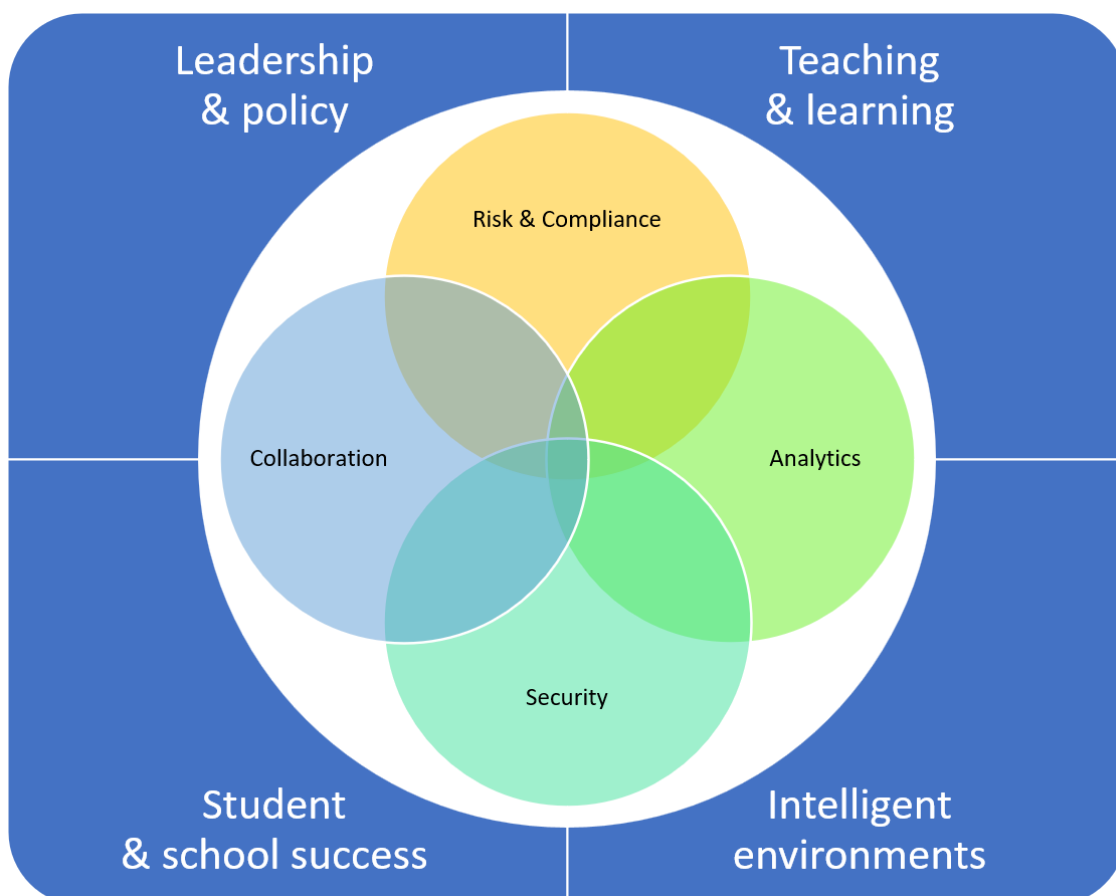 Leadership
& policy
Teaching
& learning
Risk & Compliance
Collaboration
Analytics
Security
Student
& school success
Intelligent
environments